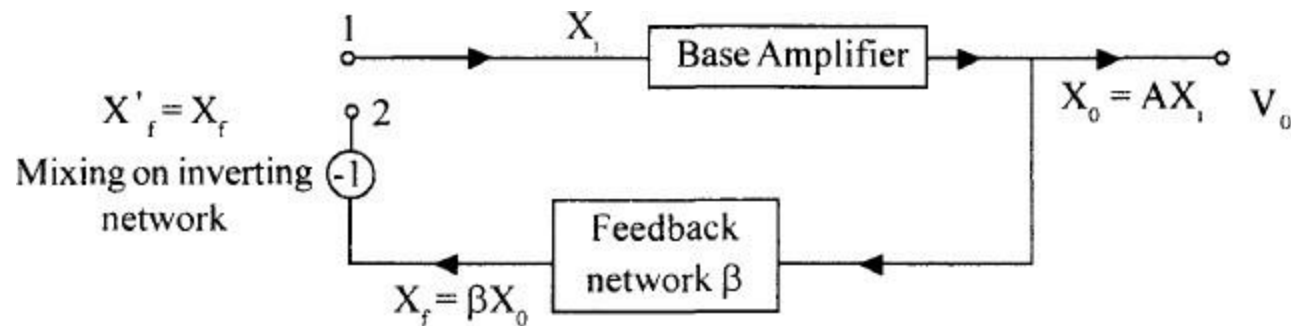 1
X₁
Base Amplifier
X₀ = AX₁
V₀
X'f = Xf
2
Mixing on inverting
network
-1
Feedback
network β
Xf = βX₀